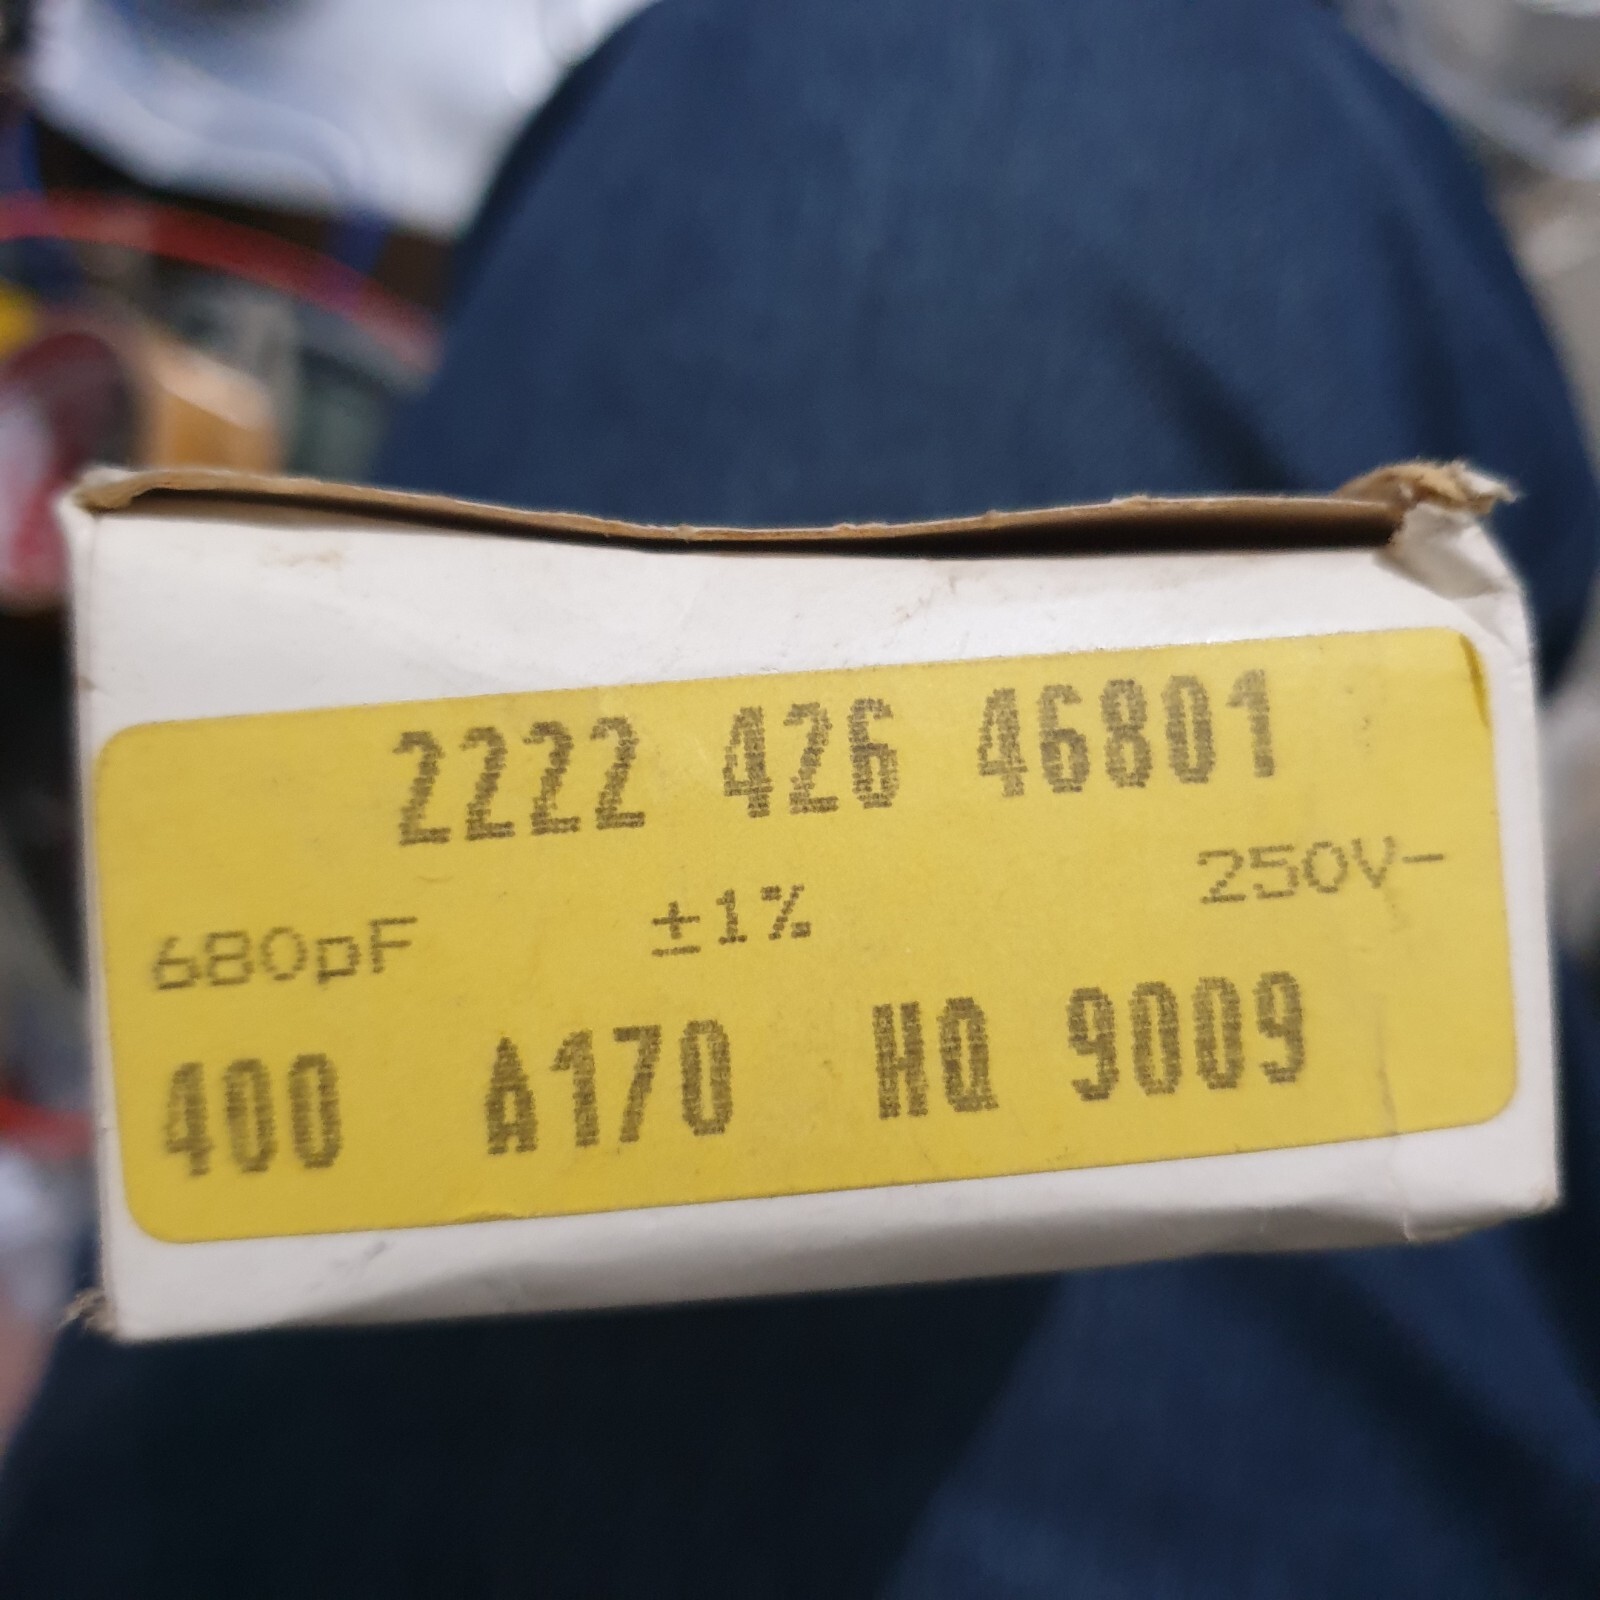 2222 426 46801
680pF ±1% 250V-
400 A170 HQ 9009